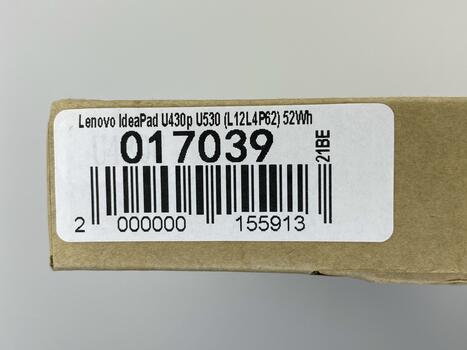 Lenovo IdeaPad U430p U530 (L12L4P62) 52Wh
017039
21BE
2 000000 155913